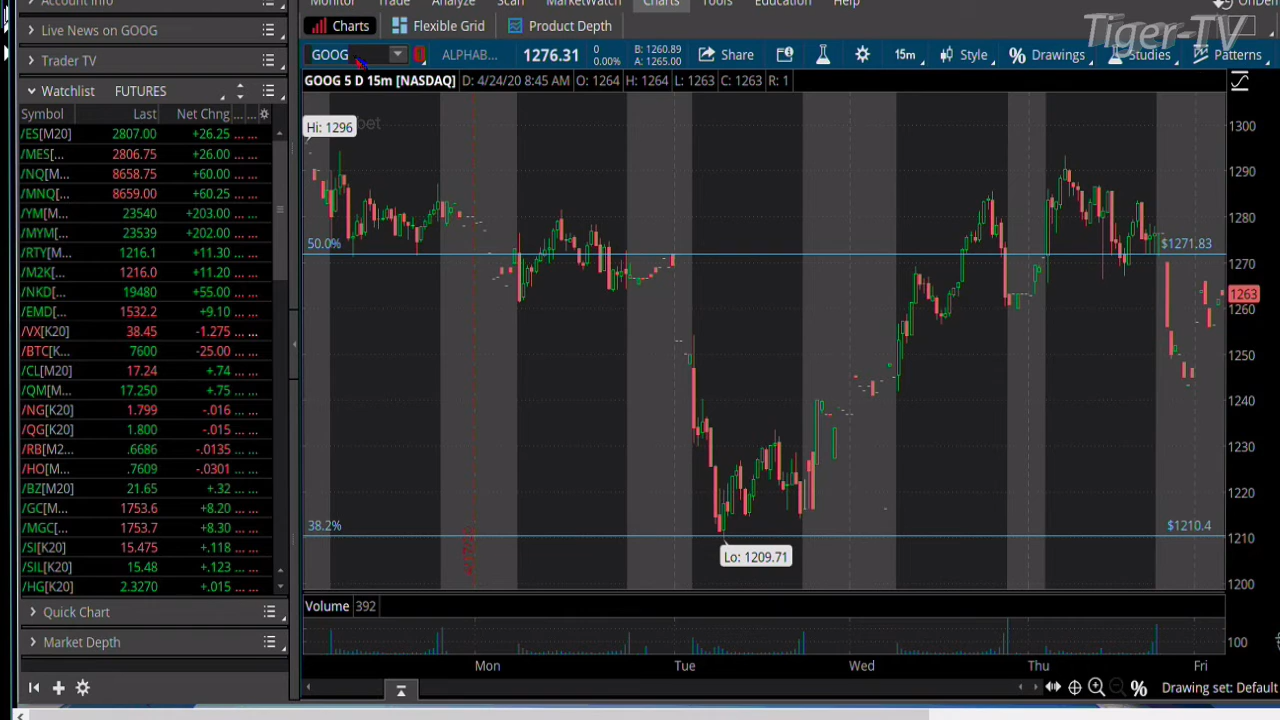 Account Info
Monitor Trade Analyze Scan MarketWatch Charts Tools Education Help
Live News on GOOG
Charts Flexible Grid Product Depth
Tiger-TV
Trader TV
GOOG ALPHAB... 1276.31 0 0.00% B: 1260.89 A: 1265.00 Share 15m Style Drawings Studies Patterns
Watchlist FUTURES
GOOG 5 D 15m [NASDAQ] D: 4/24/20 8:45 AM O: 1264 H: 1264 L: 1263 C: 1263 R: 1
Symbol Last Net Chng ... ...
/ES[M20] 2807.00 +26.25 ... ...
/MES[... 2806.75 +26.00 ... ...
/NQ[M... 8658.75 +60.00 ... ...
/MNQ[... 8659.00 +60.25 ... ...
/YM[M... 23540 +203.00 ... ...
/MYM[... 23539 +202.00 ... ...
/RTY[M... 1216.1 +11.30 ... ...
/M2K[... 1216.0 +11.20 ... ...
/NKD[... 19480 +55.00 ... ...
/EMD[... 1532.2 +9.10 ... ...
/VX[K20] 38.45 -1.275 ... ...
/BTC[K... 7600 -25.00 ... ...
/CL[M20] 17.24 +.74 ... ...
/QM[M... 17.250 +.75 ... ...
/NG[K20] 1.799 -.016 ... ...
/QG[K20] 1.800 -.015 ... ...
/RB[M2... .6686 -.0135 ... ...
/HO[M... .7609 -.0301 ... ...
/BZ[M20] 21.65 +.32 ... ...
/GC[M... 1753.6 +8.20 ... ...
/MGC[... 1753.7 +8.30 ... ...
/SI[K20] 15.475 +.118 ... ...
/SIL[K20] 15.48 +.123 ... ...
/HG[K20] 2.3270 +.015 ... ...
Quick Chart
Market Depth
Hi: 1296
50.0% $1271.83
38.2% $1210.4
Lo: 1209.71
1300
1290
1280
1270
1263
1260
1250
1240
1230
1220
1210
1200
Volume 392
100
Mon Tue Wed Thu Fri
Drawing set: Default